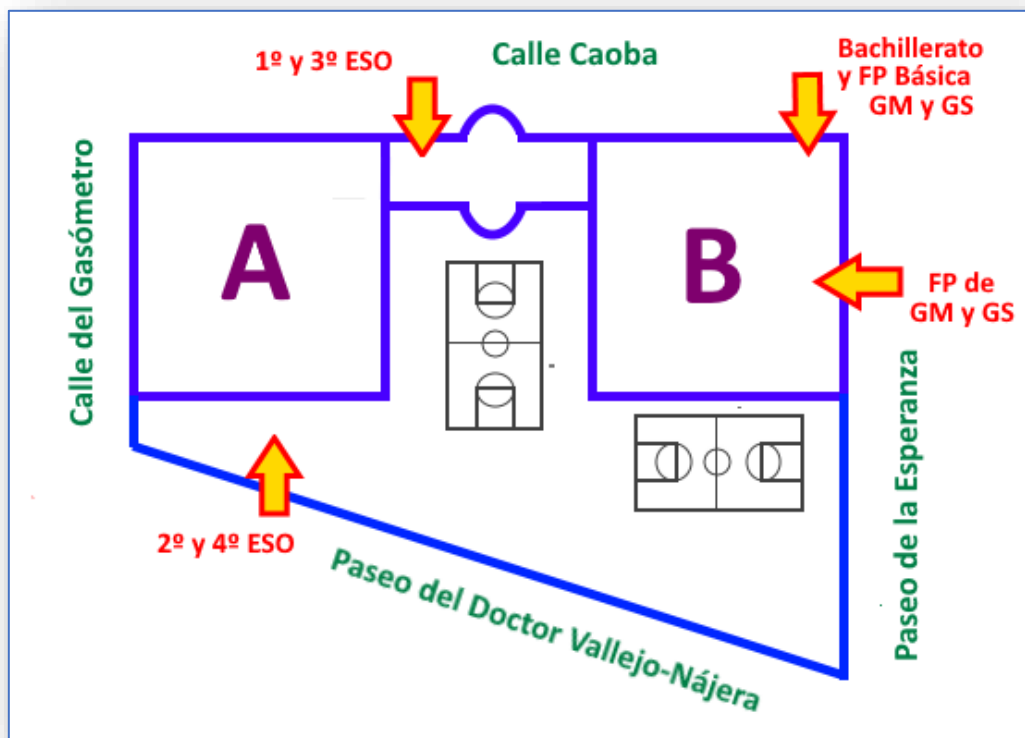 1º y 3º ESO
Calle Caoba
Bachillerato
y FP Básica
GM y GS
Calle del Gasómetro
A
B
FP de
GM y GS
Paseo de la Esperanza
2º y 4º ESO
Paseo del Doctor Vallejo-Nájera